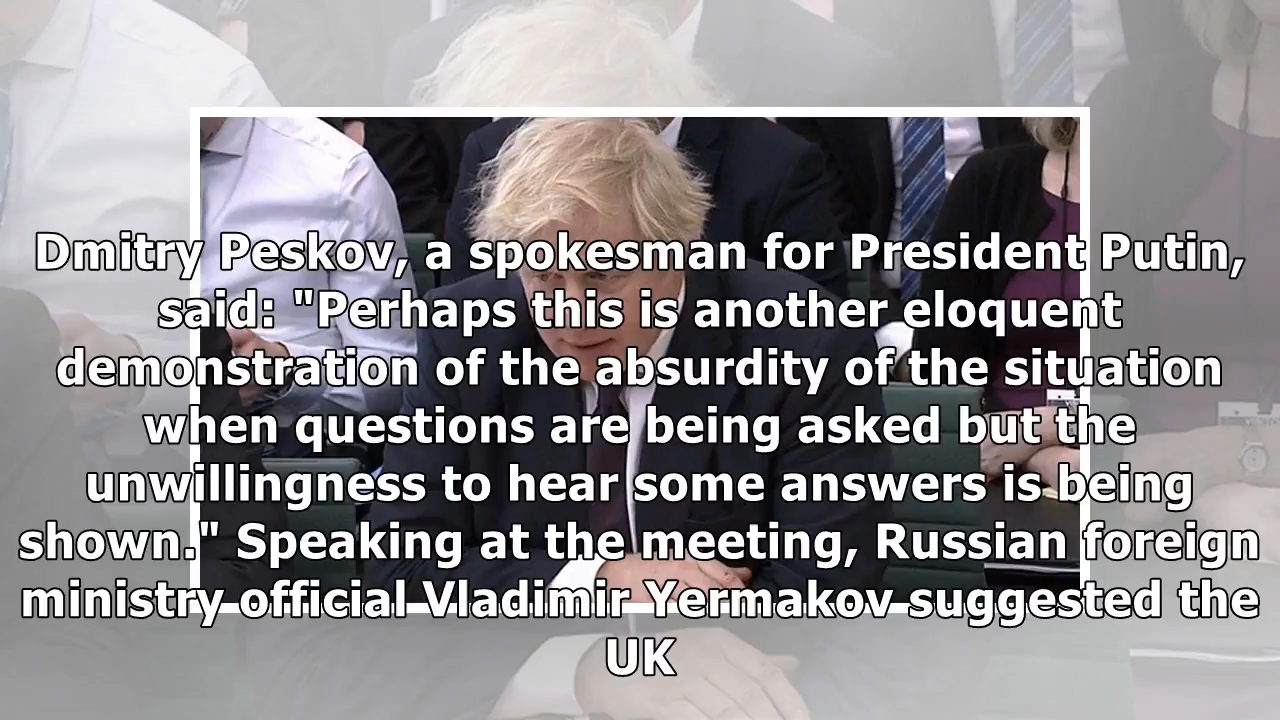 Dmitry Peskov, a spokesman for President Putin,
said: "Perhaps this is another eloquent
demonstration of the absurdity of the situation
when questions are being asked but the
unwillingness to hear some answers is being
shown." Speaking at the meeting, Russian foreign
ministry official Vladimir Yermakov suggested the
UK